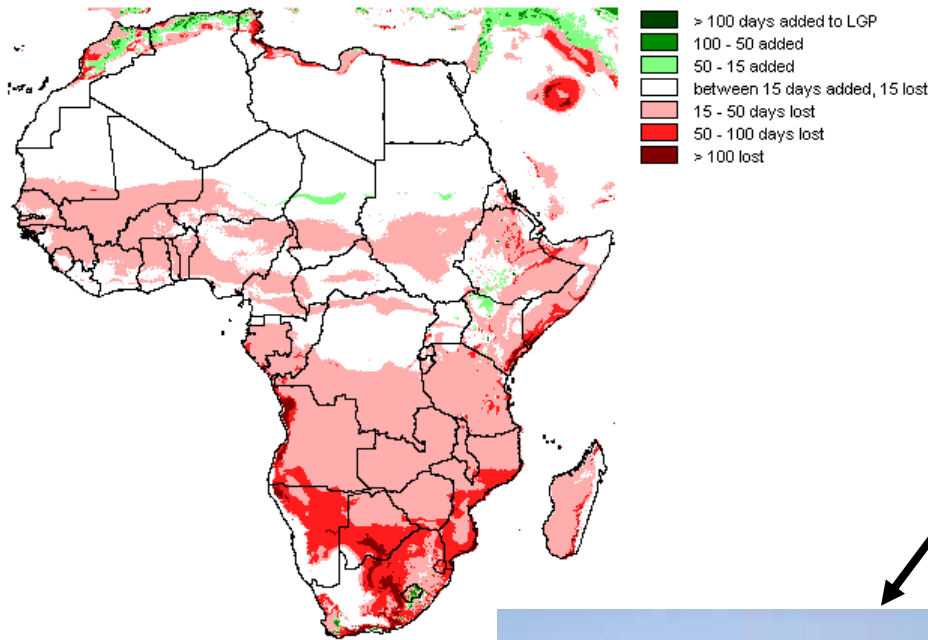 > 100 days added to LGP
100 - 50 added
50 - 15 added
between 15 days added, 15 lost
15 - 50 days lost
50 - 100 days lost
> 100 lost